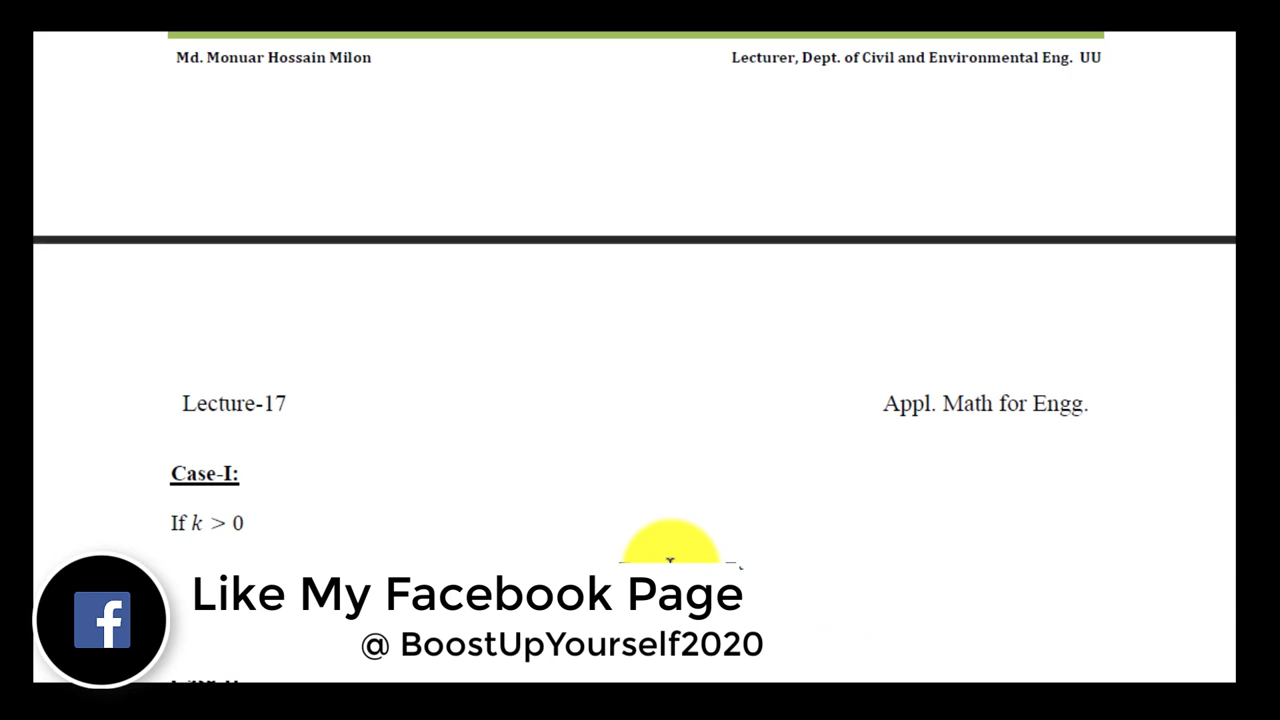 Md. Monuar Hossain Milon
Lecturer, Dept. of Civil and Environmental Eng. UU
Lecture-17
Appl. Math for Engg.
Case-I:
If k > 0
Like My Facebook Page
@ BoostUpYourself2020